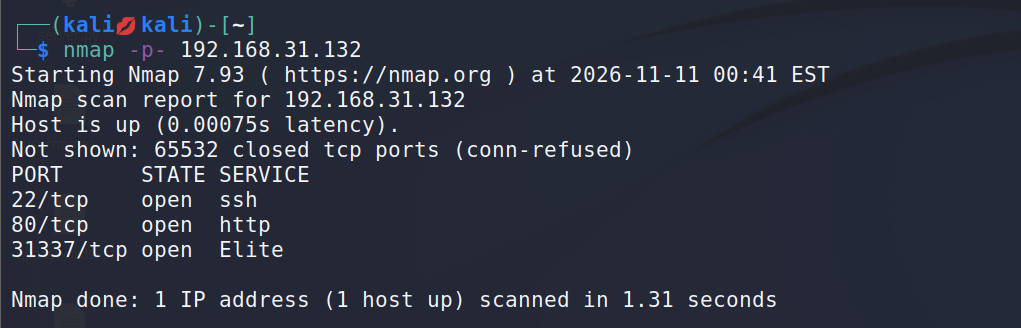 ┌──(kali💋kali)-[~]
└─$ nmap -p- 192.168.31.132
Starting Nmap 7.93 ( https://nmap.org ) at 2026-11-11 00:41 EST
Nmap scan report for 192.168.31.132
Host is up (0.00075s latency).
Not shown: 65532 closed tcp ports (conn-refused)
PORT      STATE SERVICE
22/tcp    open  ssh
80/tcp    open  http
31337/tcp open  Elite
Nmap done: 1 IP address (1 host up) scanned in 1.31 seconds